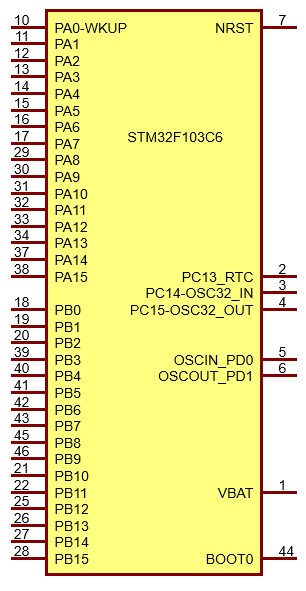 10 PA0-WKUP NRST 7
11 PA1
12 PA2
13 PA3
14 PA4
15 PA5
16 PA6
17 PA7 STM32F103C6
29 PA8
30 PA9
31 PA10
32 PA11
33 PA12
34 PA13
37 PA14
38 PA15 PC13_RTC 2
PC14-OSC32_IN 3
18 PB0 PC15-OSC32_OUT 4
19 PB1
20 PB2
39 PB3 OSCIN_PD0 5
40 PB4 OSCOUT_PD1 6
41 PB5
42 PB6
43 PB7
45 PB8
46 PB9
21 PB10
22 PB11 VBAT 1
25 PB12
26 PB13
27 PB14
28 PB15 BOOT0 44